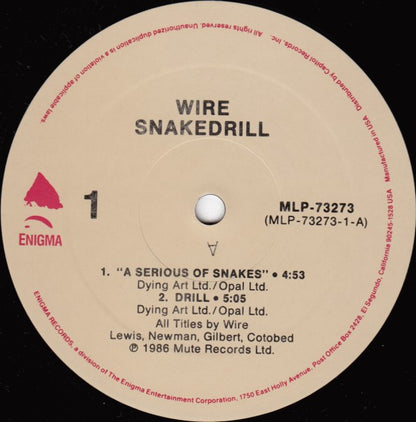 WIRE
SNAKEDRILL
ENIGMA
1
MLP-73273
(MLP-73273-1-A)
A
1. "A SERIOUS OF SNAKES" • 4:53
Dying Art Ltd./Opal Ltd.
2. DRILL • 5:05
Dying Art Ltd./Opal Ltd.
All Titles by Wire
Lewis, Newman, Gilbert, Cotobed
℗ 1986 Mute Records Ltd.
ENIGMA RECORDS, a division of The Enigma Entertainment Corporation, 1750 East Holly Avenue, Post Office Box 2428, El Segundo, California 90245-1528 USA Manufactured in USA. Distributed by Capitol Records, Inc. All rights reserved. Unauthorized duplication is a violation of applicable laws.